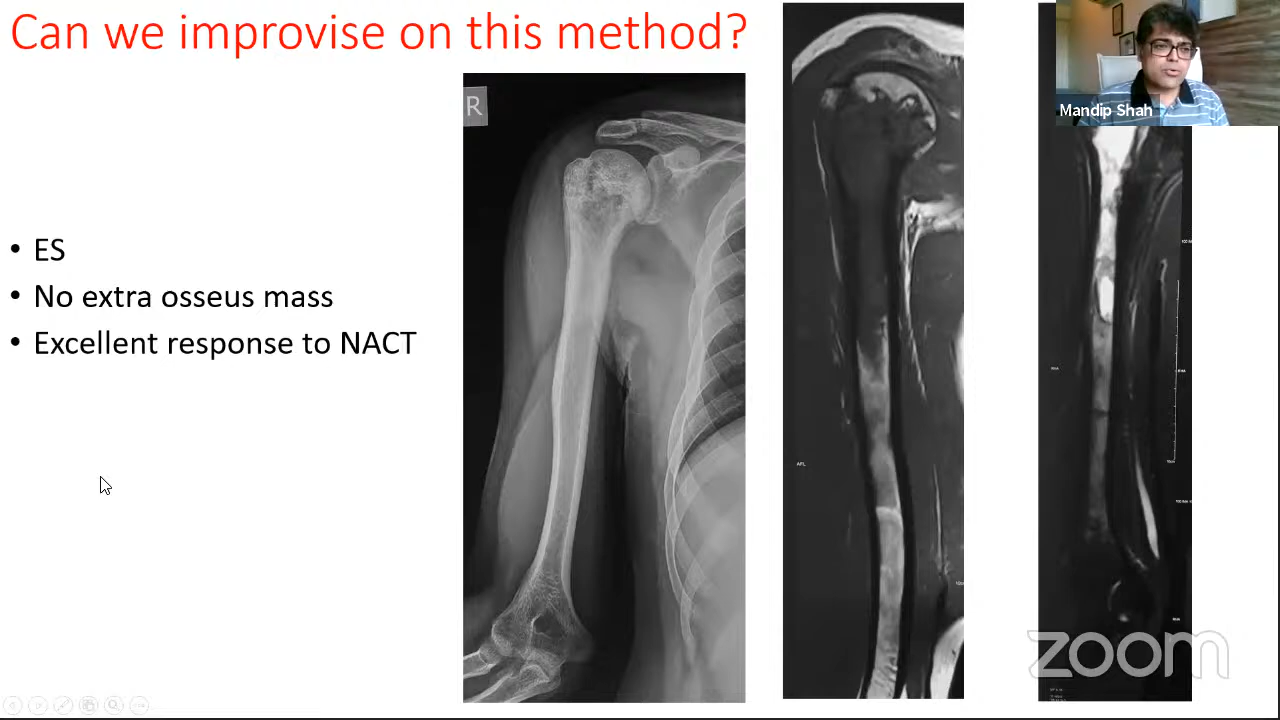 Can we improvise on this method?
Mandip Shah
R
• ES
• No extra osseus mass
• Excellent response to NACT
zoom